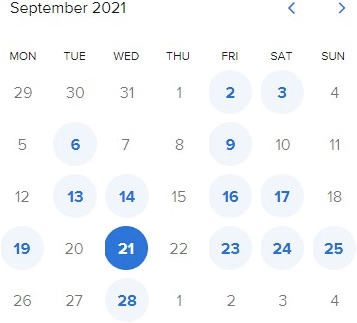 September 2021
MON TUE WED THU FRI SAT SUN
29 30 31 1 2 3 4
5 6 7 8 9 10 11
12 13 14 15 16 17 18
19 20 21 22 23 24 25
26 27 28 1 2 3 4